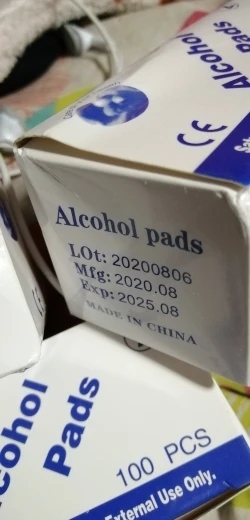 Alcohol
pads
CE
Alcohol pads
LOt: 20200806
Mfg: 2020.08
Exp: 2025.08
MADE IN CHINA
Pads
100 PCS
External Use Only.